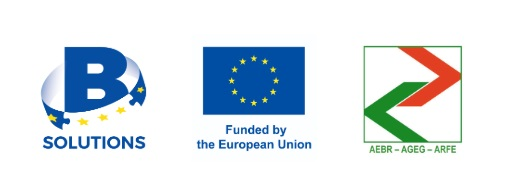 B
SOLUTIONS
Funded by
the European Union
AEBR – AGEG – ARFE